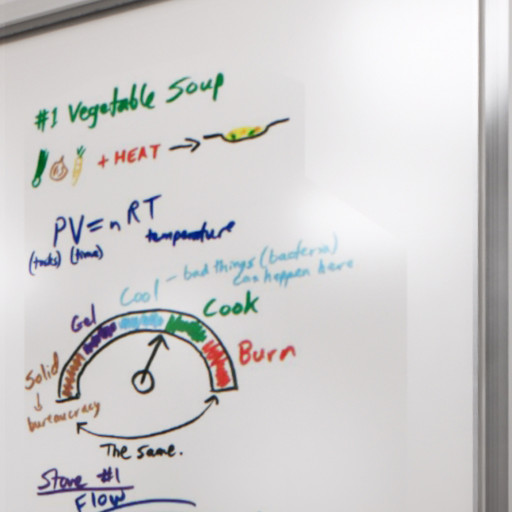 #1 Vegetable Soup
+ HEAT →
PV = nRT
(tasks) (time)
temperature
Cool - bad things (bacteria)
can happen here.
Gel
Cook
Solid
Burn
↓
bureaucracy
The same.
Stove #1
Flow